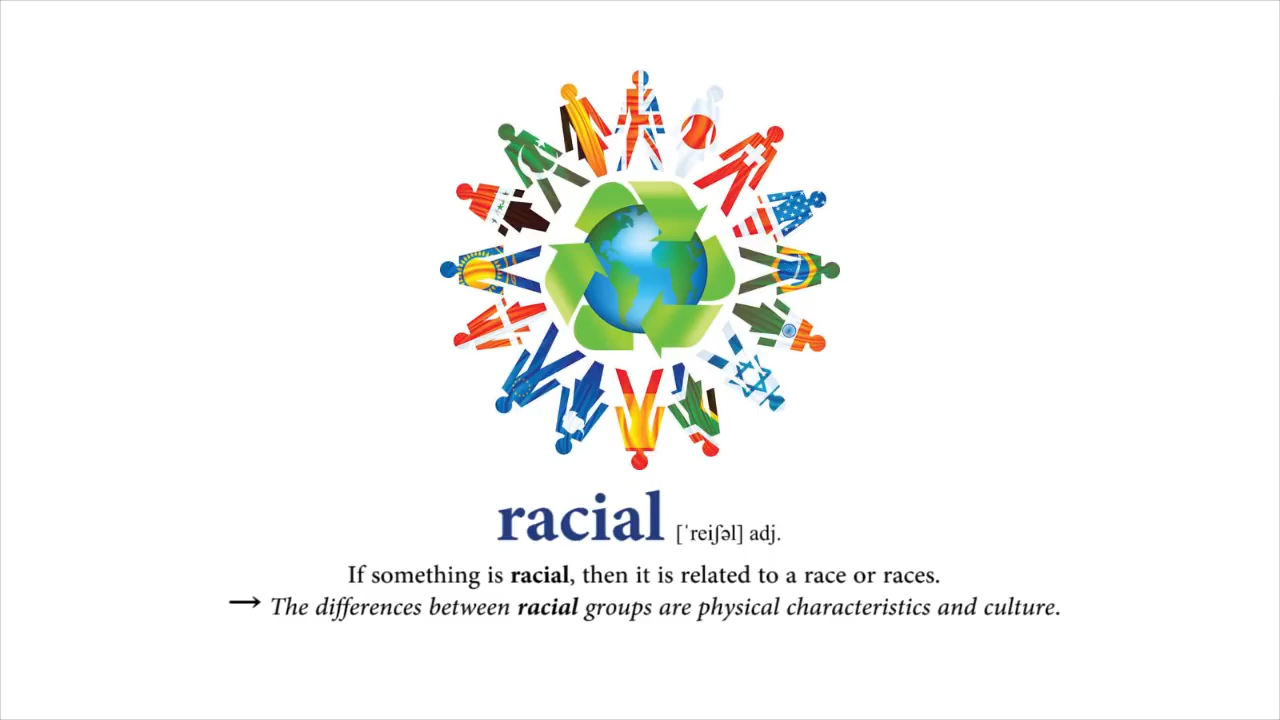 racial [ˈreiʃəl] adj.
If something is racial, then it is related to a race or races.
→ The differences between racial groups are physical characteristics and culture.